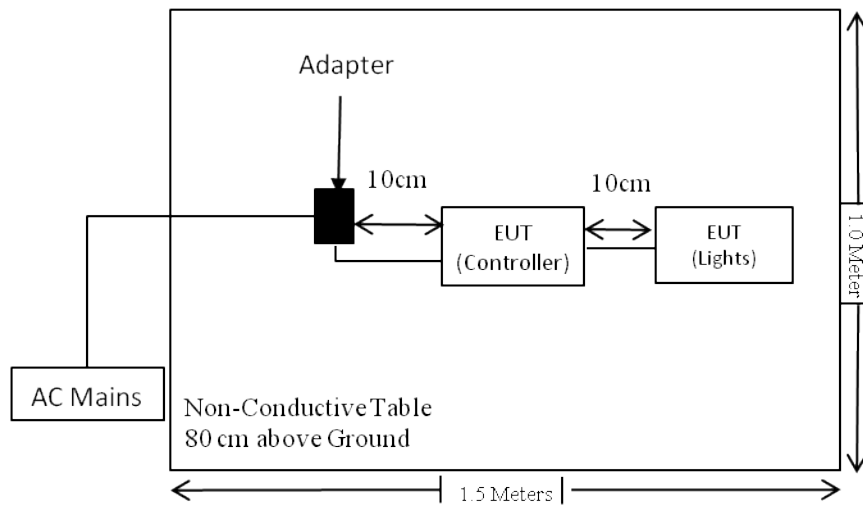 Adapter
10cm
10cm
EUT
(Controller)
EUT
(Lights)
1.0 Meter
AC Mains
Non-Conductive Table
80 cm above Ground
1.5 Meters